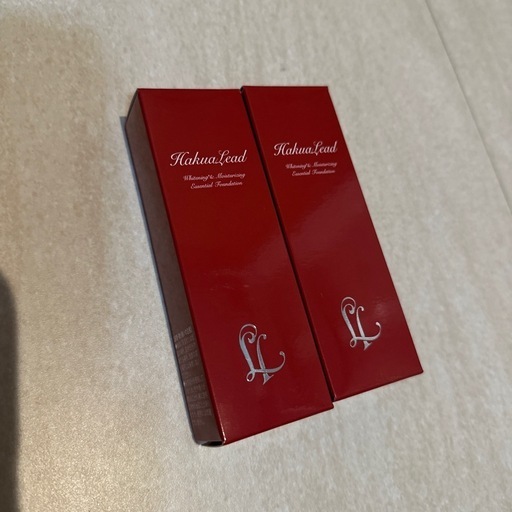 HakuaLead
Whitening & Moisturizing
Essential Foundation
HakuaLead
Whitening & Moisturizing
Essential Foundation